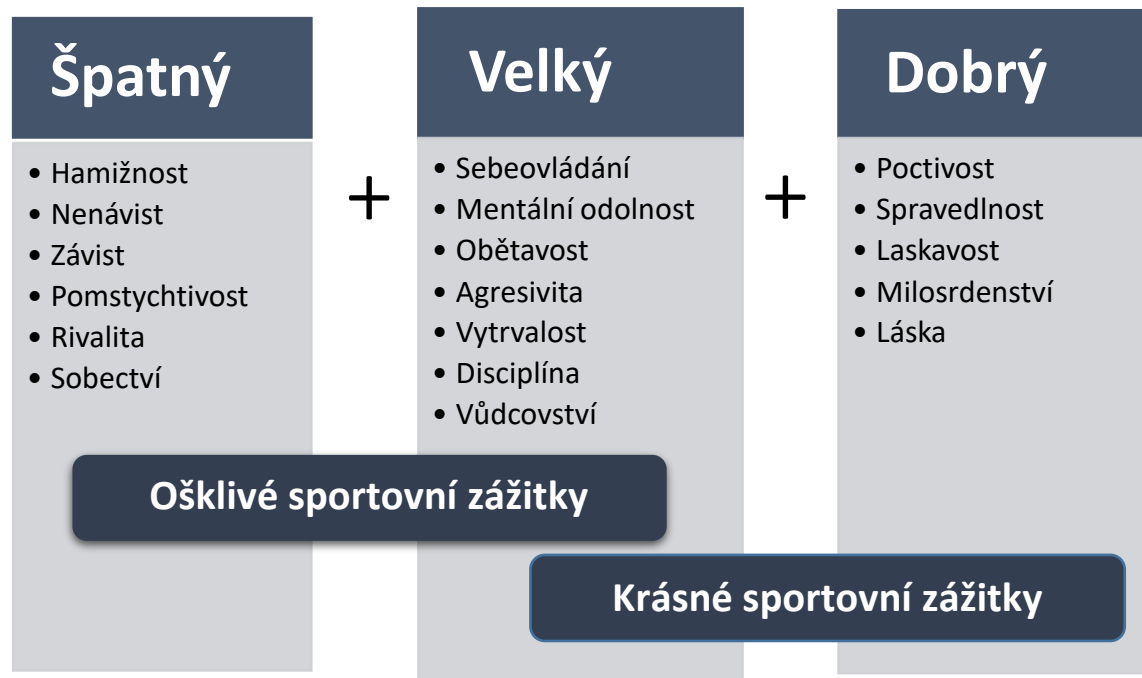 Špatný
• Hamižnost
• Nenávist
• Závist
• Pomstychtivost
• Rivalita
• Sobectví
+
Velký
• Sebeovládání
• Mentální odolnost
• Obětavost
• Agresivita
• Vytrvalost
• Disciplína
• Vůdcovství
+
Dobrý
• Poctivost
• Spravedlnost
• Laskavost
• Milosrdenství
• Láska
Ošklivé sportovní zážitky
Krásné sportovní zážitky